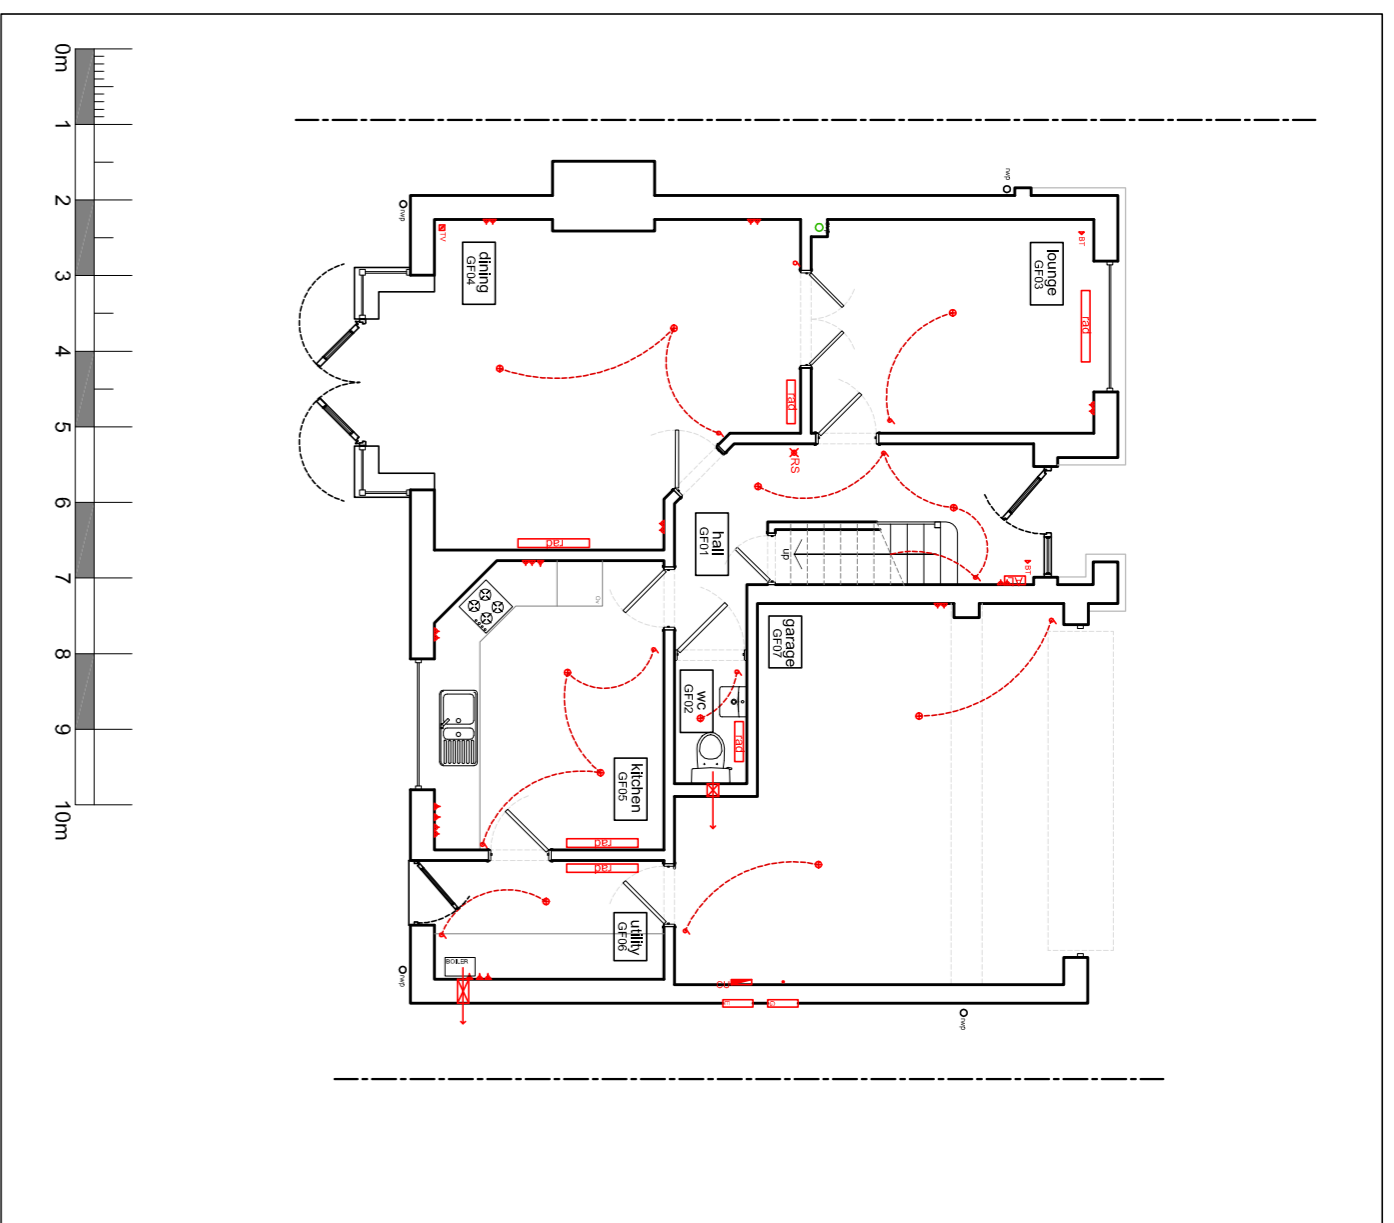 0m
1
2
3
4
5
6
7
8
9
10m
rwp
rwp
TV
dining
GF04
lounge
GF03
BT
rad
rad
RS
rad
hall
GF01
up
BT
garage
GF07
wc
GF02
rad
kitchen
GF05
rad
rad
utility
GF06
BOILER
rwp
rwp
E
G